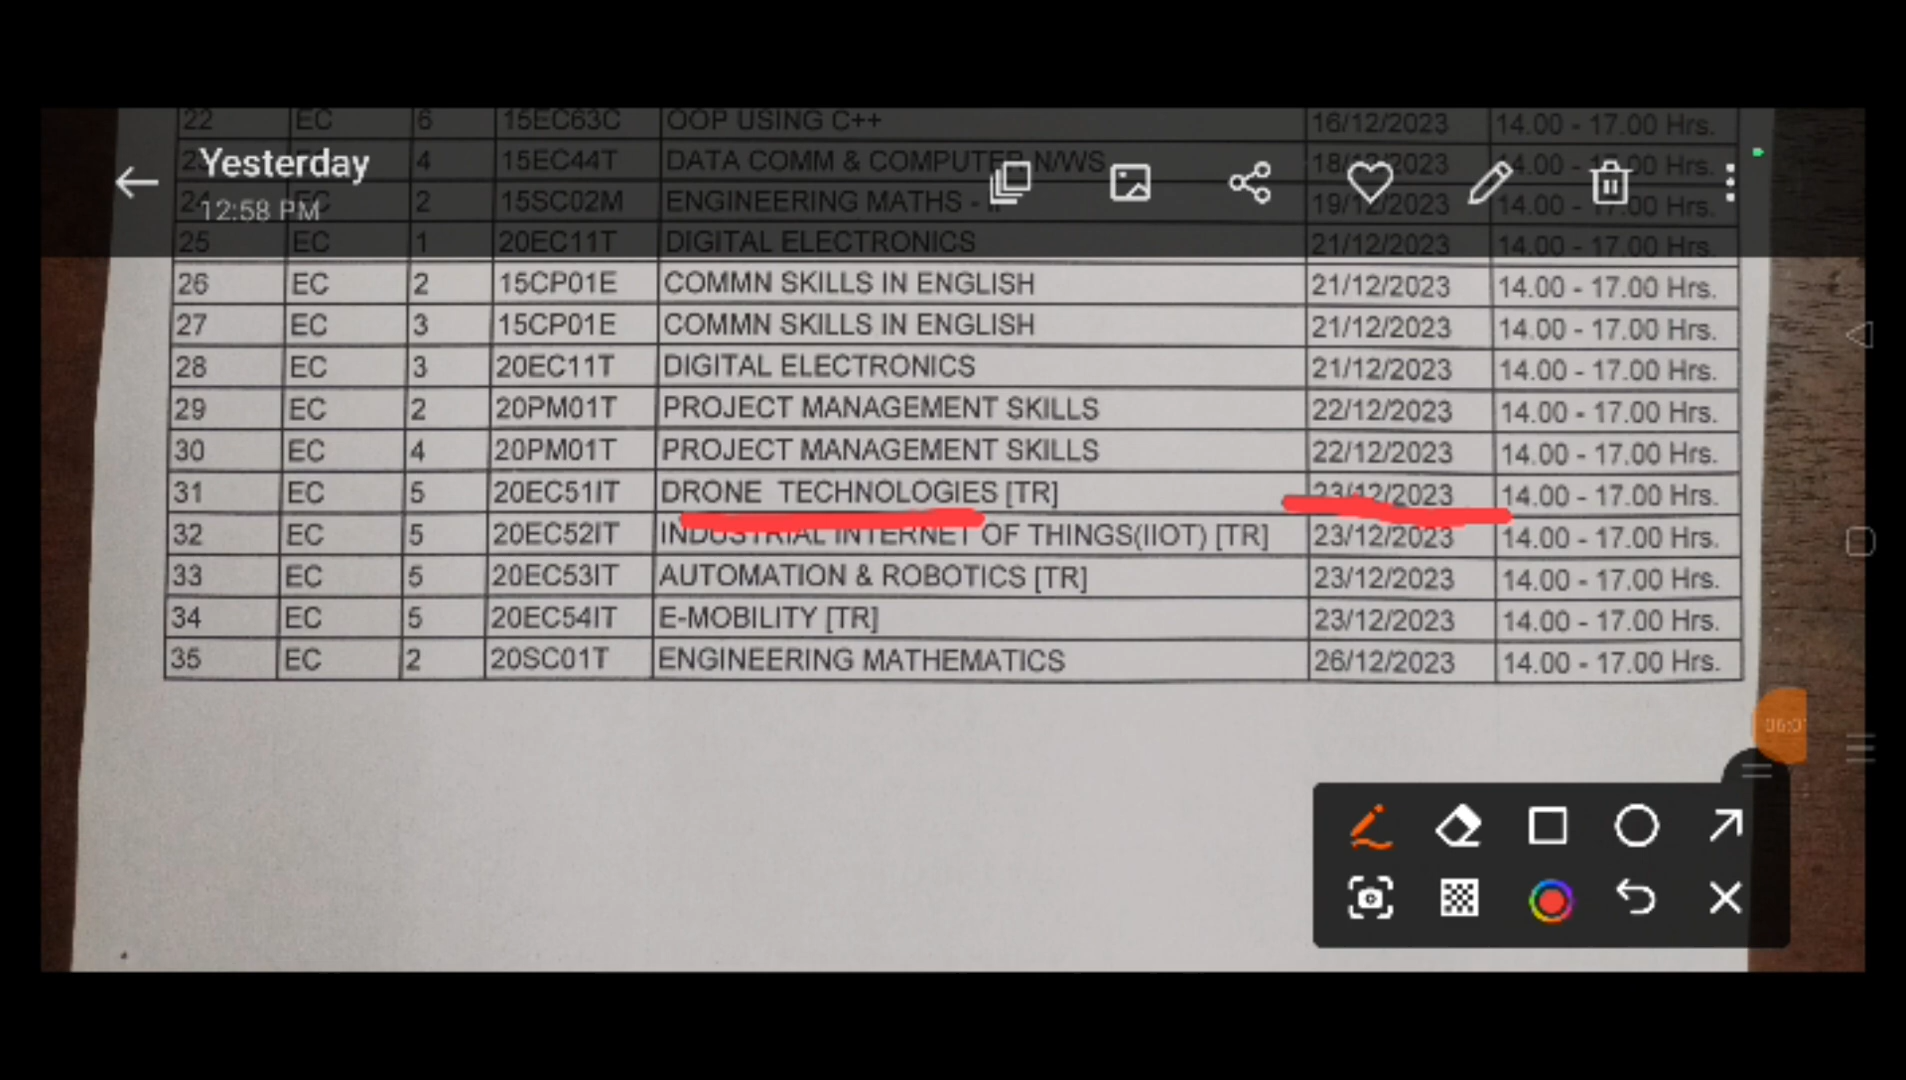 22 EC 6 15EC63C OOP USING C++ 16/12/2023 14.00 - 17.00 Hrs.
Yesterday
12:58 PM
4 15EC44T DATA COMM & COMPUTER N/WS
2 15SC02M ENGINEERING MATHS - II
25 EC 1 20EC11T DIGITAL ELECTRONICS 21/12/2023 14.00 - 17.00 Hrs.
26 EC 2 15CP01E COMMN SKILLS IN ENGLISH 21/12/2023 14.00 - 17.00 Hrs.
27 EC 3 15CP01E COMMN SKILLS IN ENGLISH 21/12/2023 14.00 - 17.00 Hrs.
28 EC 3 20EC11T DIGITAL ELECTRONICS 21/12/2023 14.00 - 17.00 Hrs.
29 EC 2 20PM01T PROJECT MANAGEMENT SKILLS 22/12/2023 14.00 - 17.00 Hrs.
30 EC 4 20PM01T PROJECT MANAGEMENT SKILLS 22/12/2023 14.00 - 17.00 Hrs.
31 EC 5 20EC51IT DRONE TECHNOLOGIES [TR] 23/12/2023 14.00 - 17.00 Hrs.
32 EC 5 20EC52IT INDUSTRIAL INTERNET OF THINGS(IIOT) [TR] 23/12/2023 14.00 - 17.00 Hrs.
33 EC 5 20EC53IT AUTOMATION & ROBOTICS [TR] 23/12/2023 14.00 - 17.00 Hrs.
34 EC 5 20EC54IT E-MOBILITY [TR] 23/12/2023 14.00 - 17.00 Hrs.
35 EC 2 20SC01T ENGINEERING MATHEMATICS 26/12/2023 14.00 - 17.00 Hrs.